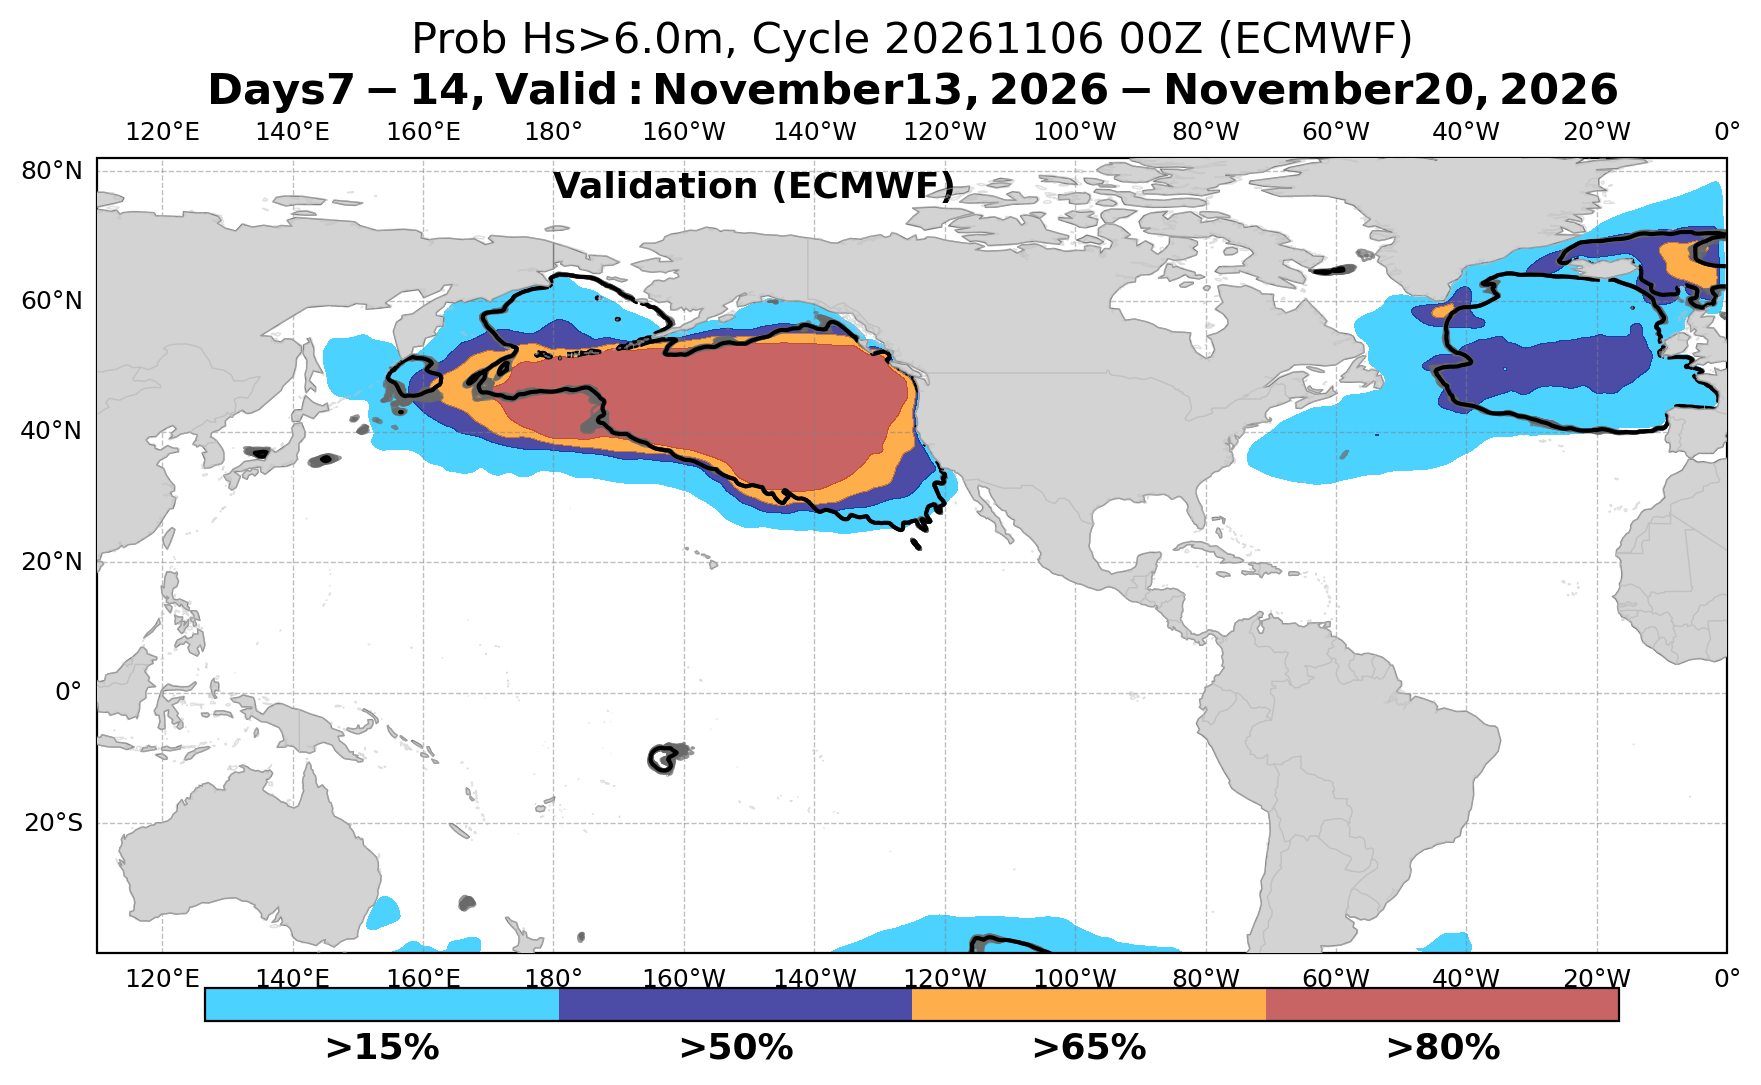 Prob Hs>6.0m, Cycle 20261106 00Z (ECMWF)
Days7 − 14, Valid : November13, 2026 − November20, 2026
120°E 140°E 160°E 180° 160°W 140°W 120°W 100°W 80°W 60°W 40°W 20°W 0°
80°N
Validation (ECMWF)
60°N
40°N
20°N
0°
20°S
120°E 140°E 160°E 180° 160°W 140°W 120°W 100°W 80°W 60°W 40°W 20°W 0°
>15% >50% >65% >80%